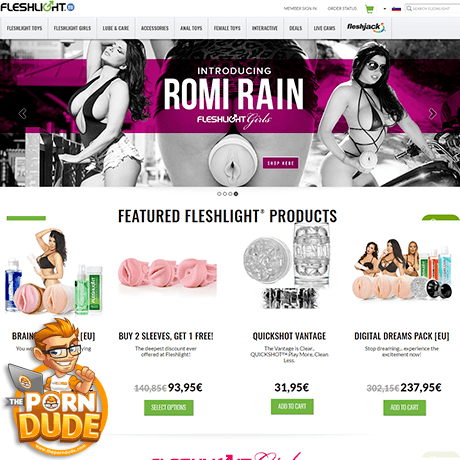 FLESHLIGHT
EU
MEMBER SIGN IN
ORDER STATUS
SEARCH FLESHLIGHT
FLESHLIGHT TOYS
FLESHLIGHT GIRLS
LUBE & CARE
ACCESSORIES
ANAL TOYS
FEMALE TOYS
INTERACTIVE
DEALS
LIVE CAMS
fleshjack
INTRODUCING
ROMI RAIN
FLESHLIGHT Girls
SHOP HERE
FEATURED FLESHLIGHT® PRODUCTS
BRAIN
PACK [EU]
BUY 2 SLEEVES, GET 1 FREE!
QUICKSHOT VANTAGE
DIGITAL DREAMS PACK [EU]
You w
ying
The deepest discount ever
offered at Fleshlight!
The Vantage is Clear,
QUICKSHOT™ Play More, Clean
Less.
Stop dreaming... experience the
excitement now!
€
140,85€ 93,95€
31,95€
302,15€ 237,95€
SELECT OPTIONS
ADD TO CART
ADD TO CART
THE
PORN
DUDE
www.theporndude.com
FLESHLIGHT Girls